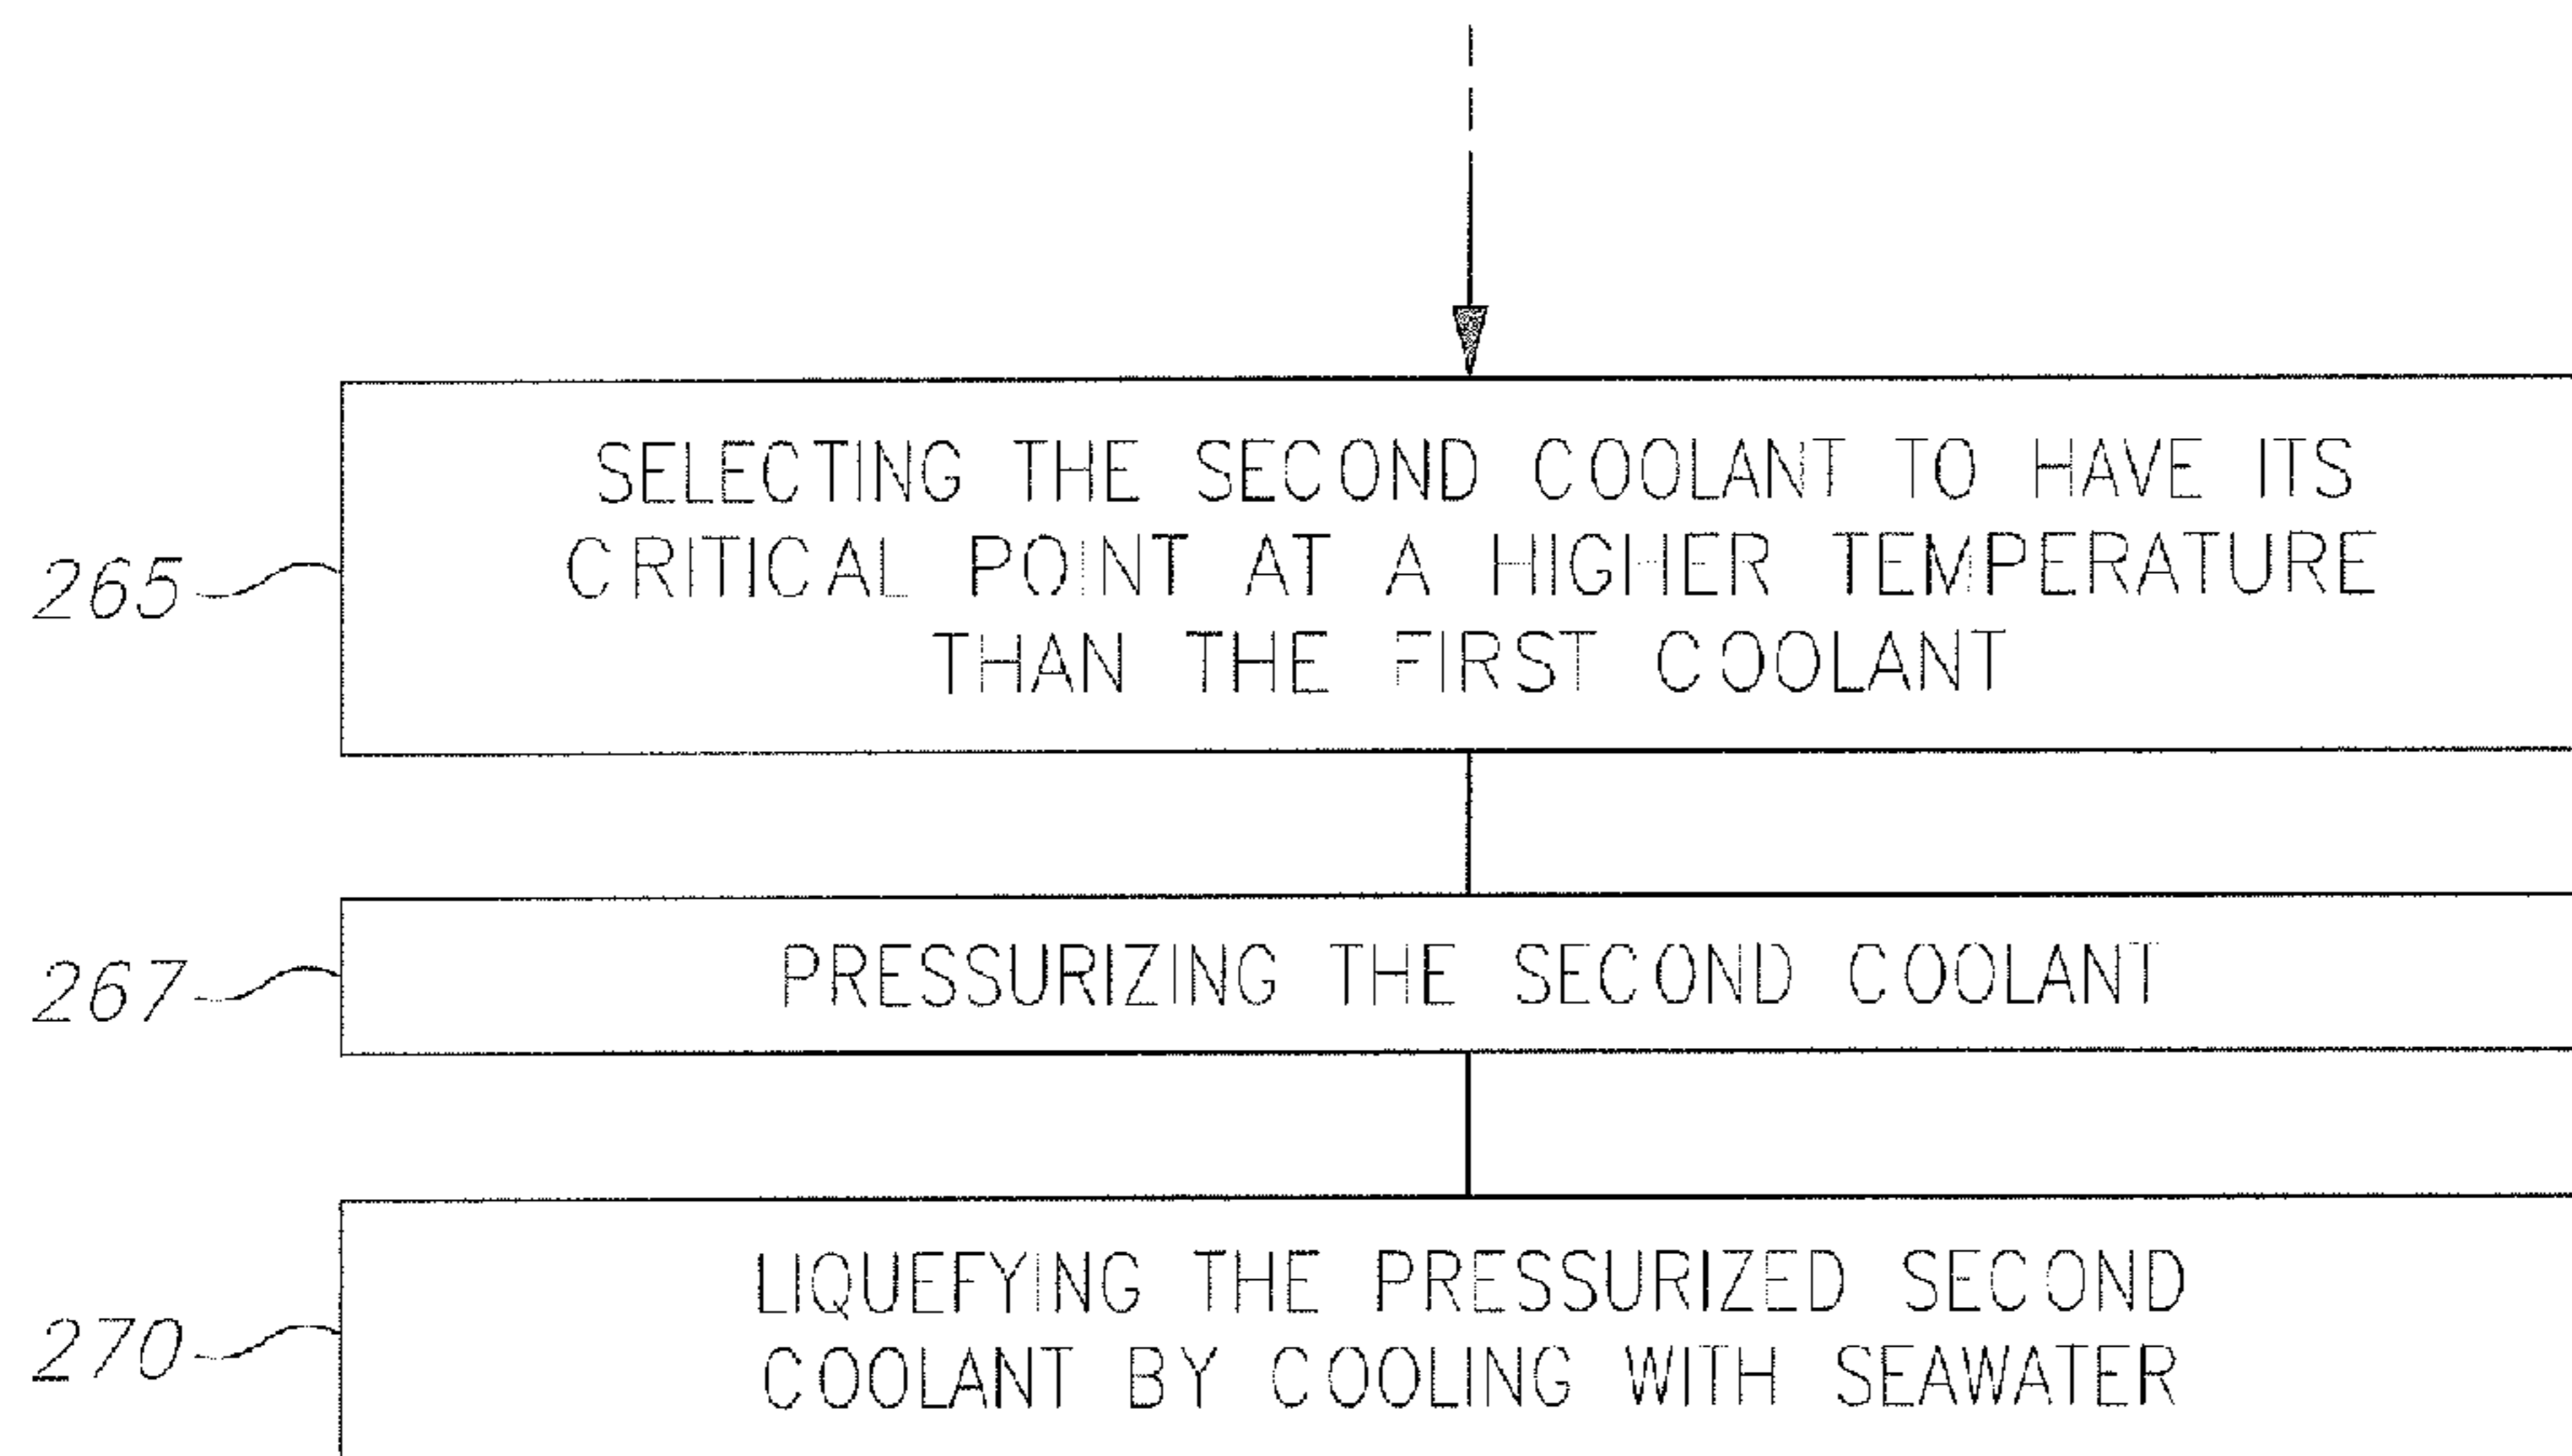 SELECTING THE SECOND COOLANT TO HAVE ITS
265 CRITICAL POINT AT A HIGHER TEMPERATURE
THAN THE FIRST COOLANT
267 PRESSURIZING THE SECOND COOLANT
LIQUEFYING THE PRESSURIZED SECOND
270 COOLANT BY COOLING WITH SEAWATER